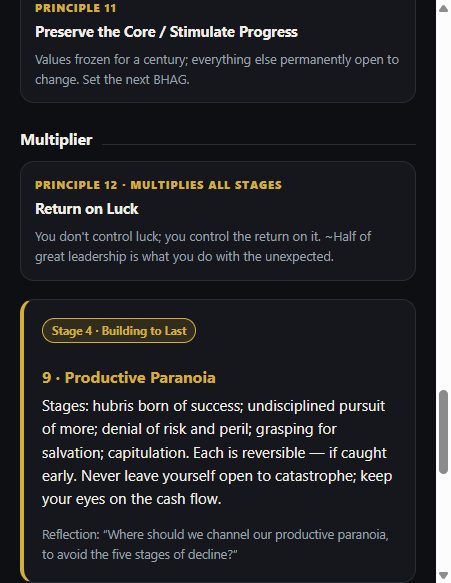 PRINCIPLE 11
Preserve the Core / Stimulate Progress
Values frozen for a century; everything else permanently open to
change. Set the next BHAG.
Multiplier
PRINCIPLE 12 · MULTIPLIES ALL STAGES
Return on Luck
You don't control luck; you control the return on it. ~Half of
great leadership is what you do with the unexpected.
Stage 4 · Building to Last
9 · Productive Paranoia
Stages: hubris born of success; undisciplined pursuit
of more; denial of risk and peril; grasping for
salvation; capitulation. Each is reversible — if caught
early. Never leave yourself open to catastrophe; keep
your eyes on the cash flow.
Reflection: “Where should we channel our productive paranoia,
to avoid the five stages of decline?”